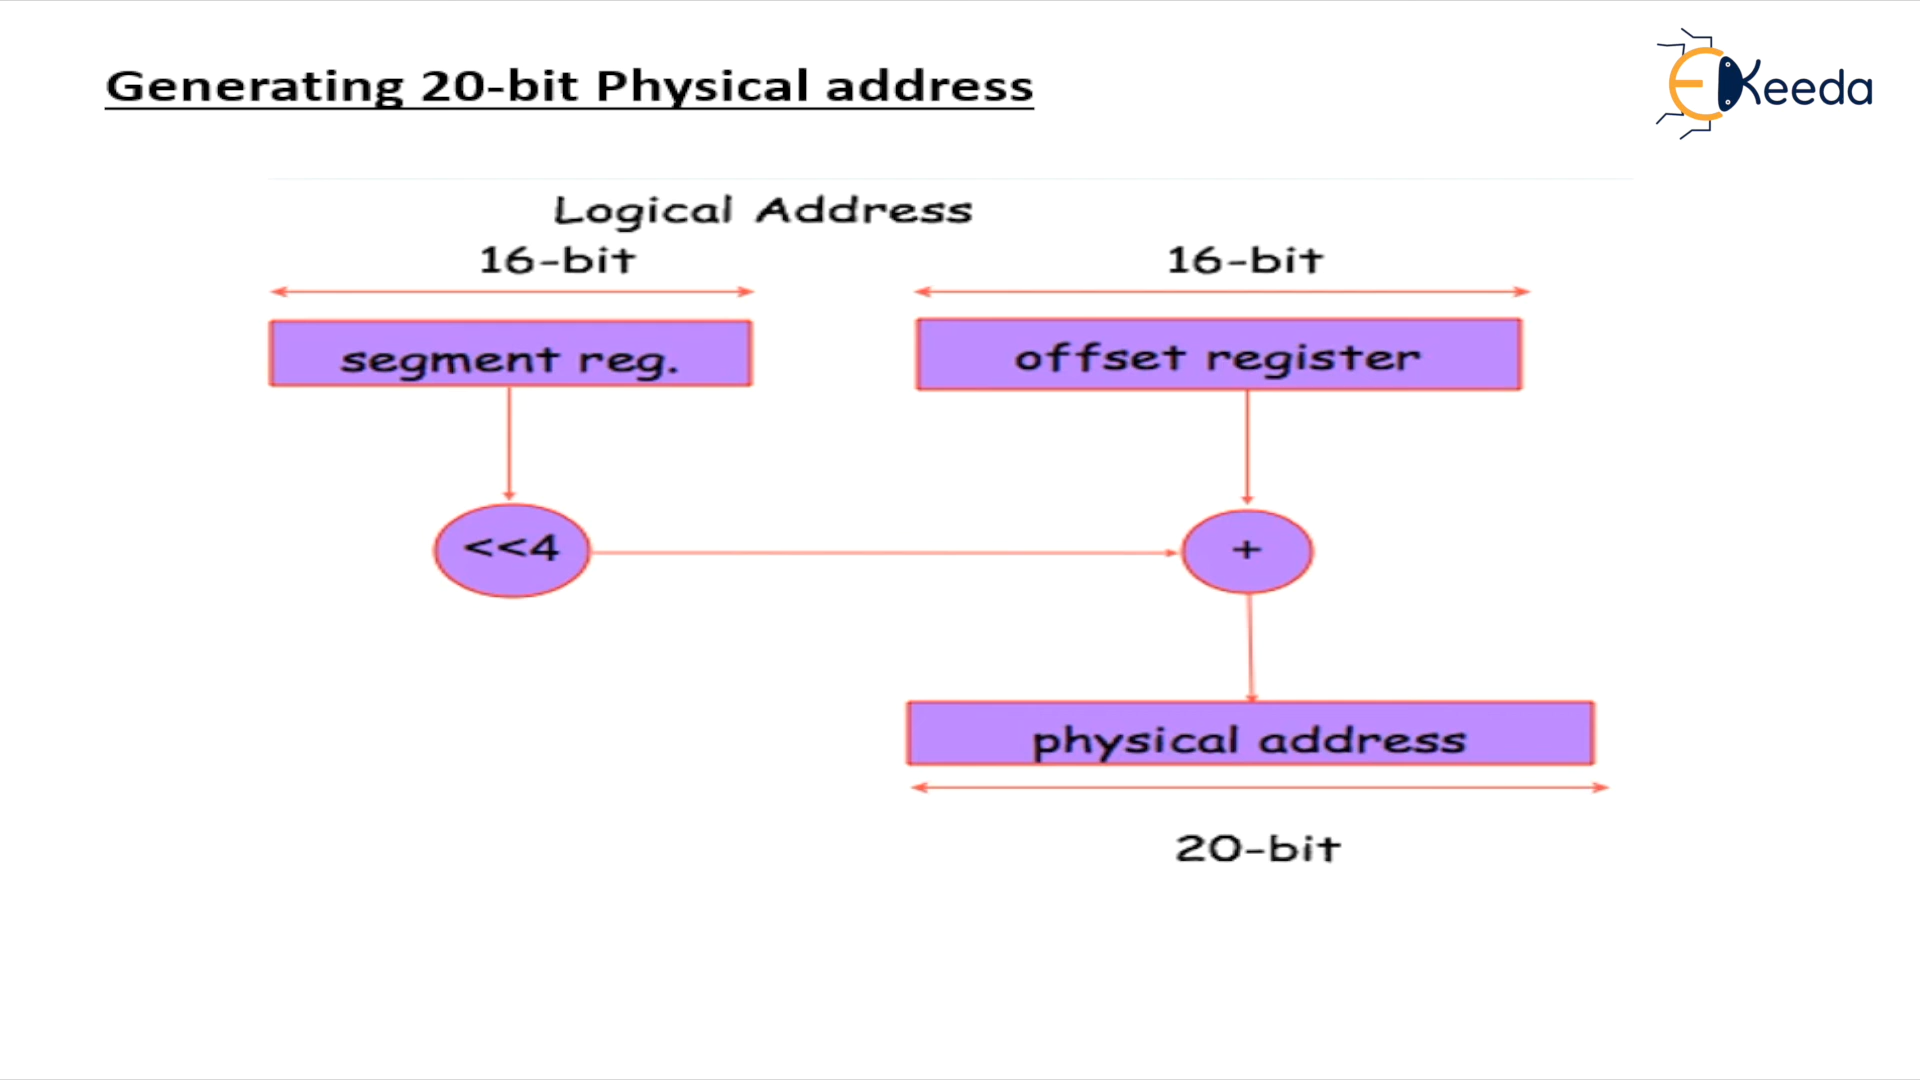 Generating 20-bit Physical address
EKeeda
Logical Address
16-bit 16-bit
segment reg. offset register
<<4 +
physical address
20-bit